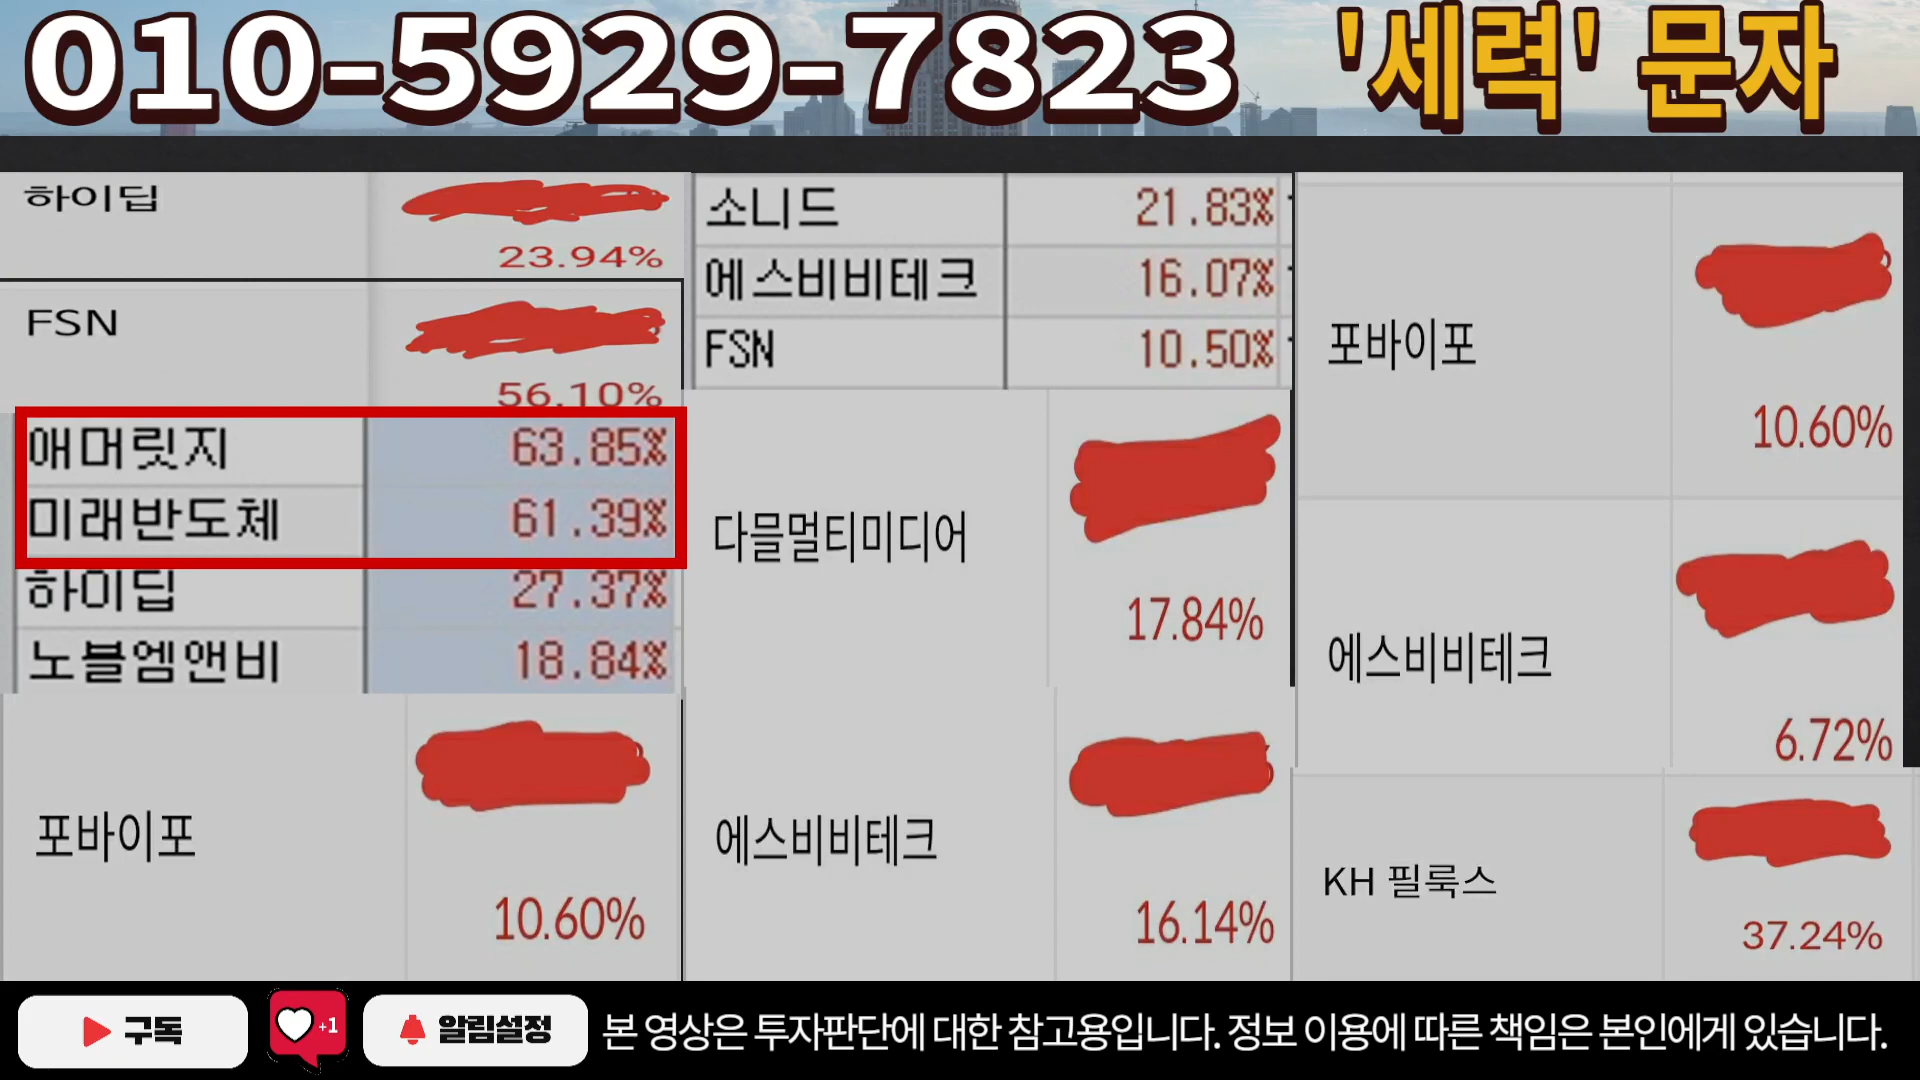 010-5929-7823 '세력' 문자
하이딥
23.94%
FSN
56.10%
애머릿지 63.85%
미래반도체 61.39%
하이딥 27.37%
노블엠앤비 18.84%
포바이포
10.60%
소니드 21.83%
에스비비테크 16.07%
FSN 10.50%
다믈멀티미디어
17.84%
에스비비테크
16.14%
포바이포
10.60%
에스비비테크
6.72%
KH 필룩스
37.24%
구독 +1 알림설정 본 영상은 투자판단에 대한 참고용입니다. 정보 이용에 따른 책임은 본인에게 있습니다.